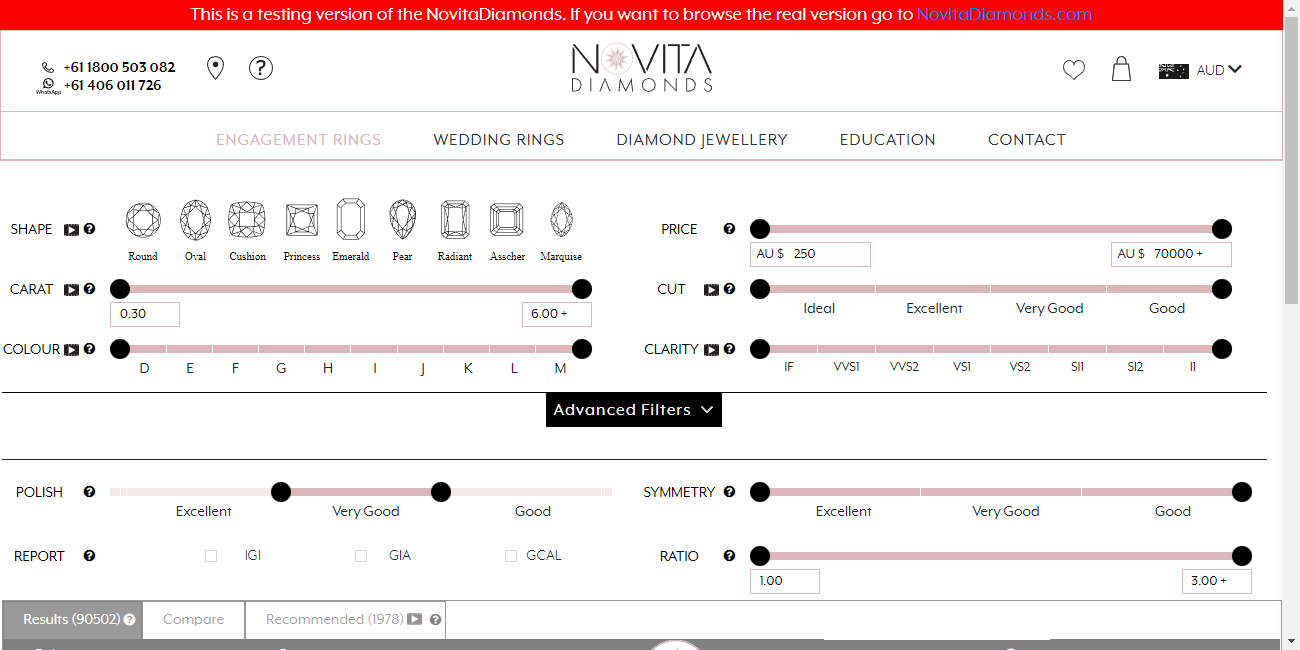 This is a testing version of the NovitaDiamonds. If you want to browse the real version go to NovitaDiamonds.com
+61 1800 503 082
WhatsApp +61 406 011 726
?
NOVITA
DIAMONDS
AUD
ENGAGEMENT RINGS WEDDING RINGS DIAMOND JEWELLERY EDUCATION CONTACT
SHAPE ?
Round Oval Cushion Princess Emerald Pear Radiant Asscher Marquise
PRICE ?
AU $ 250 AU $ 70000 +
CARAT ?
0.30 6.00 +
CUT ?
Ideal Excellent Very Good Good
COLOUR ?
D E F G H I J K L M
CLARITY ?
IF VVS1 VVS2 VS1 VS2 SI1 SI2 I1
Advanced Filters
POLISH ?
Excellent Very Good Good
SYMMETRY ?
Excellent Very Good Good
REPORT ? IGI GIA GCAL
RATIO ?
1.00 3.00 +
Results (90502) ? Compare Recommended (1978) ?